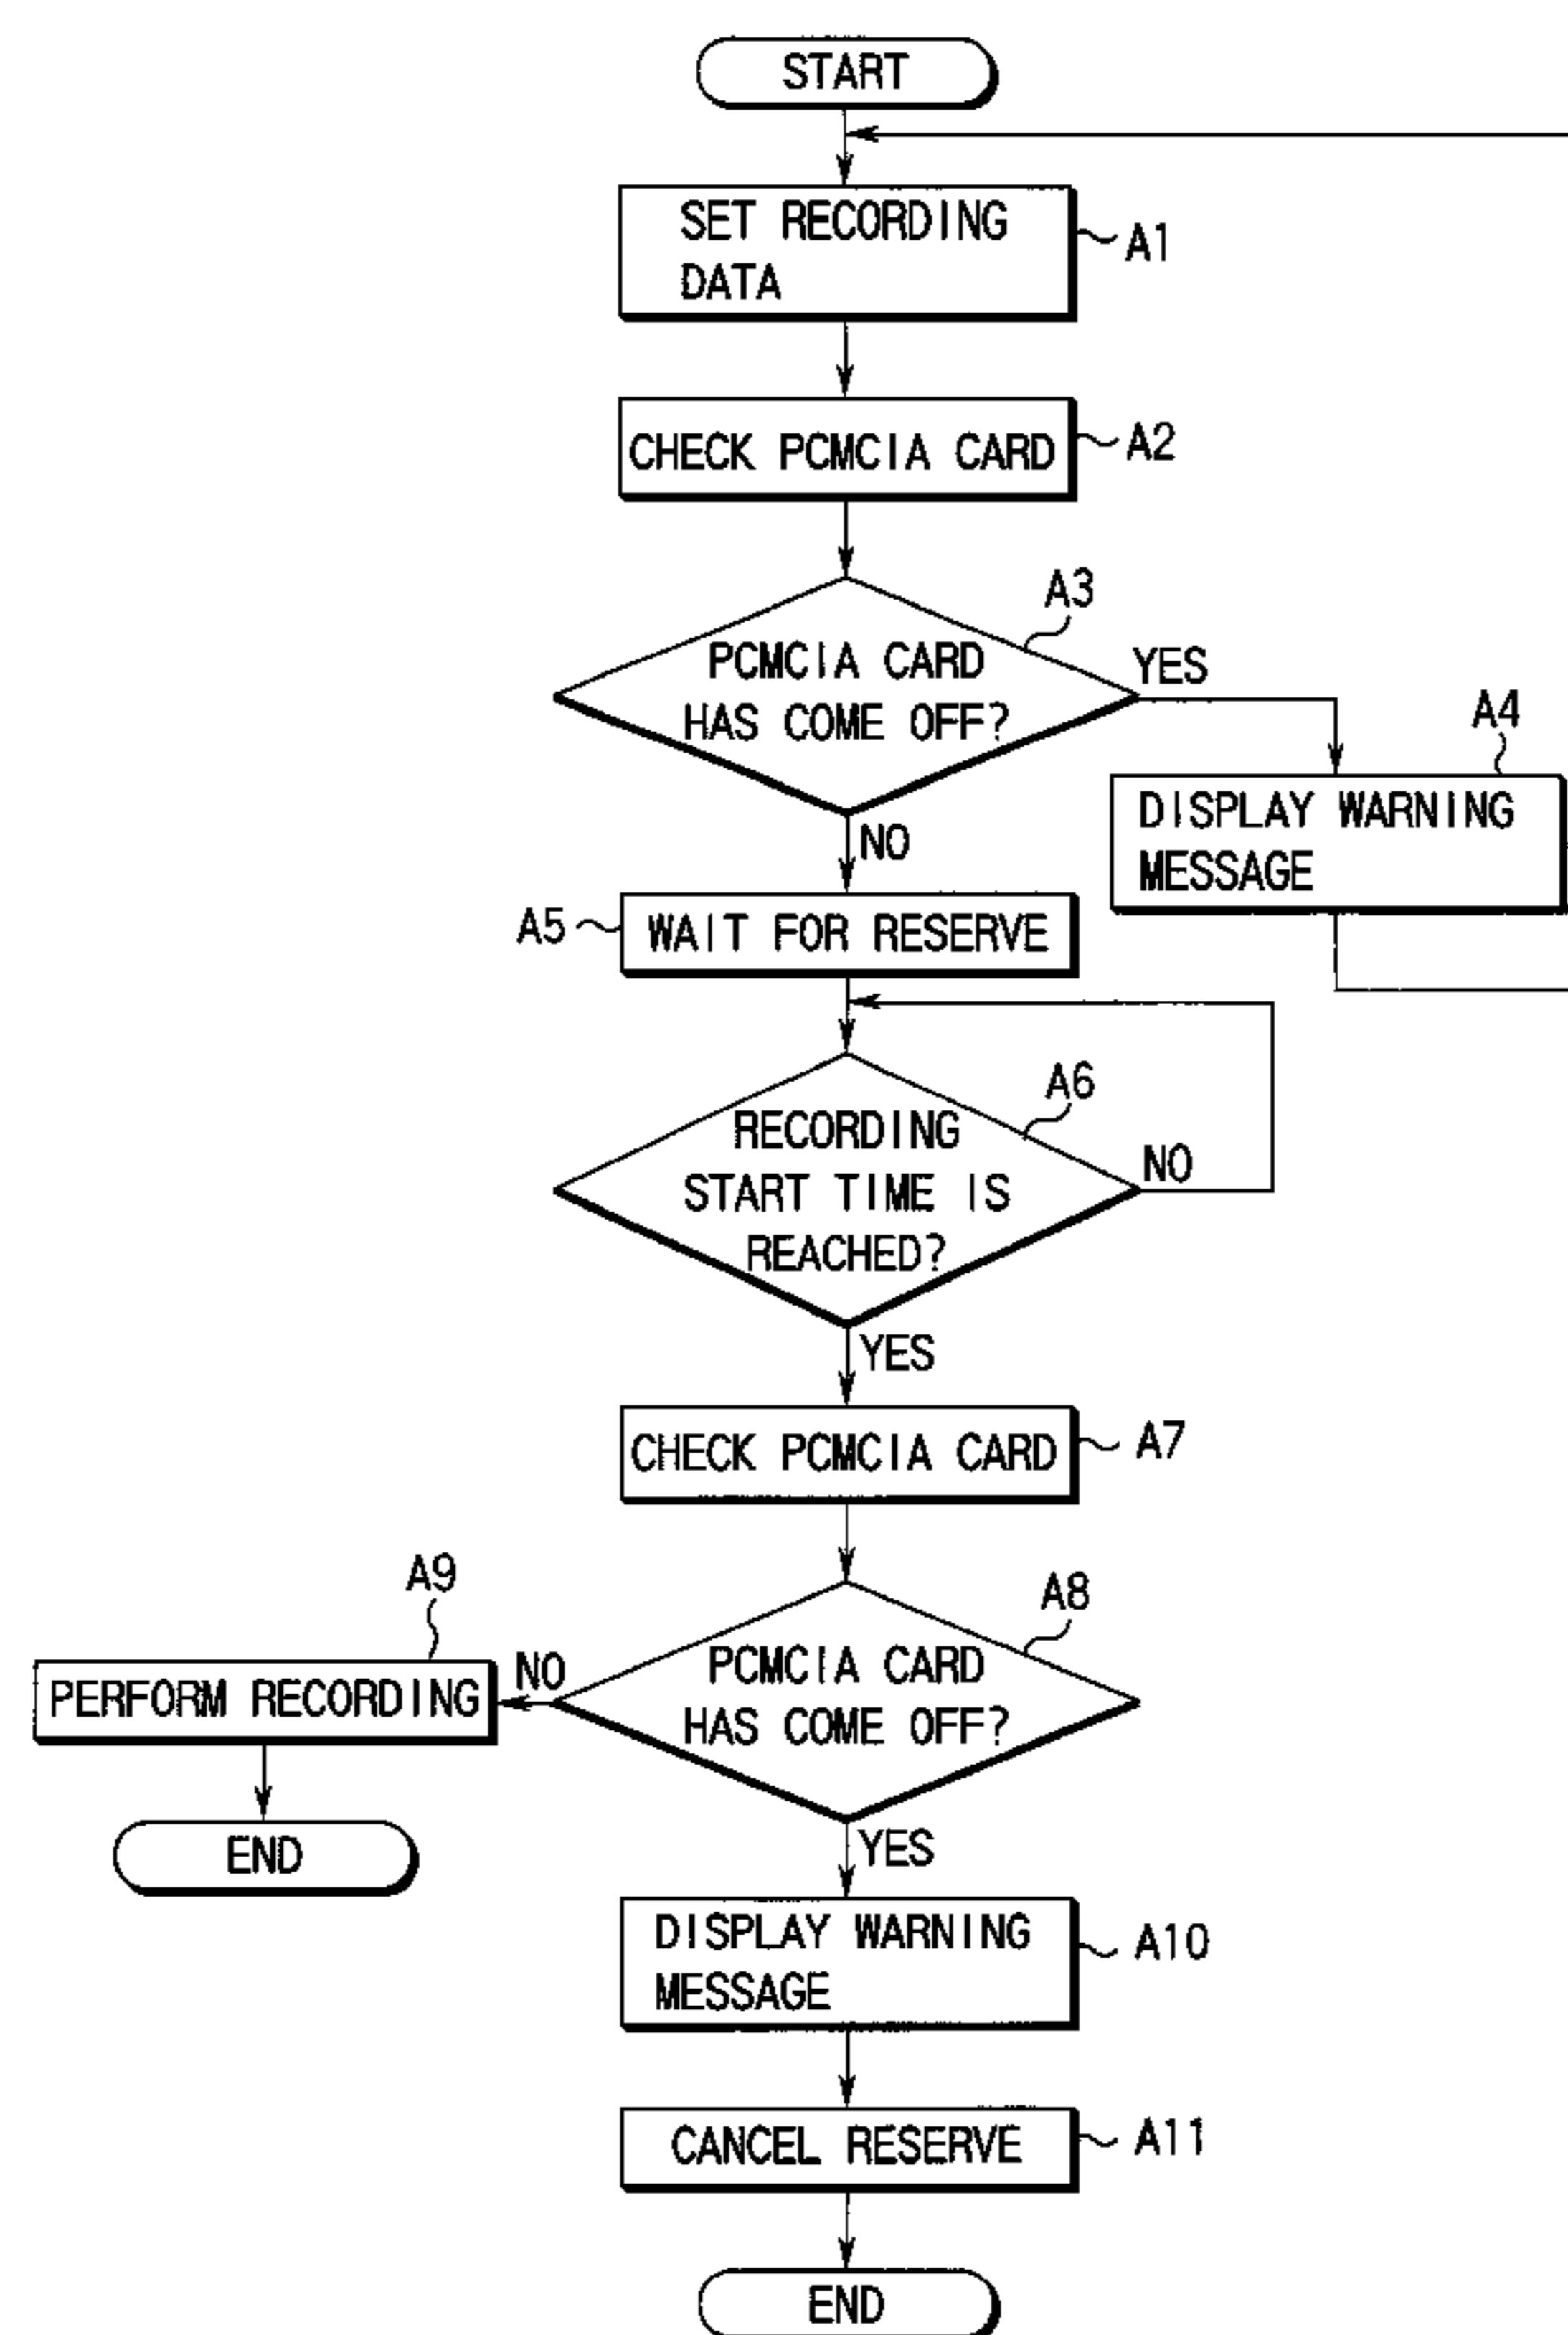 START
SET RECORDING
DATA
A1
CHECK PCMCIA CARD
A2
A3
PCMCIA CARD
HAS COME OFF?
YES
NO
A4
DISPLAY WARNING
MESSAGE
A5
WAIT FOR RESERVE
A6
RECORDING
START TIME IS
REACHED?
NO
YES
CHECK PCMCIA CARD
A7
A8
PCMCIA CARD
HAS COME OFF?
NO
A9
PERFORM RECORDING
END
YES
DISPLAY WARNING
MESSAGE
A10
CANCEL RESERVE
A11
END